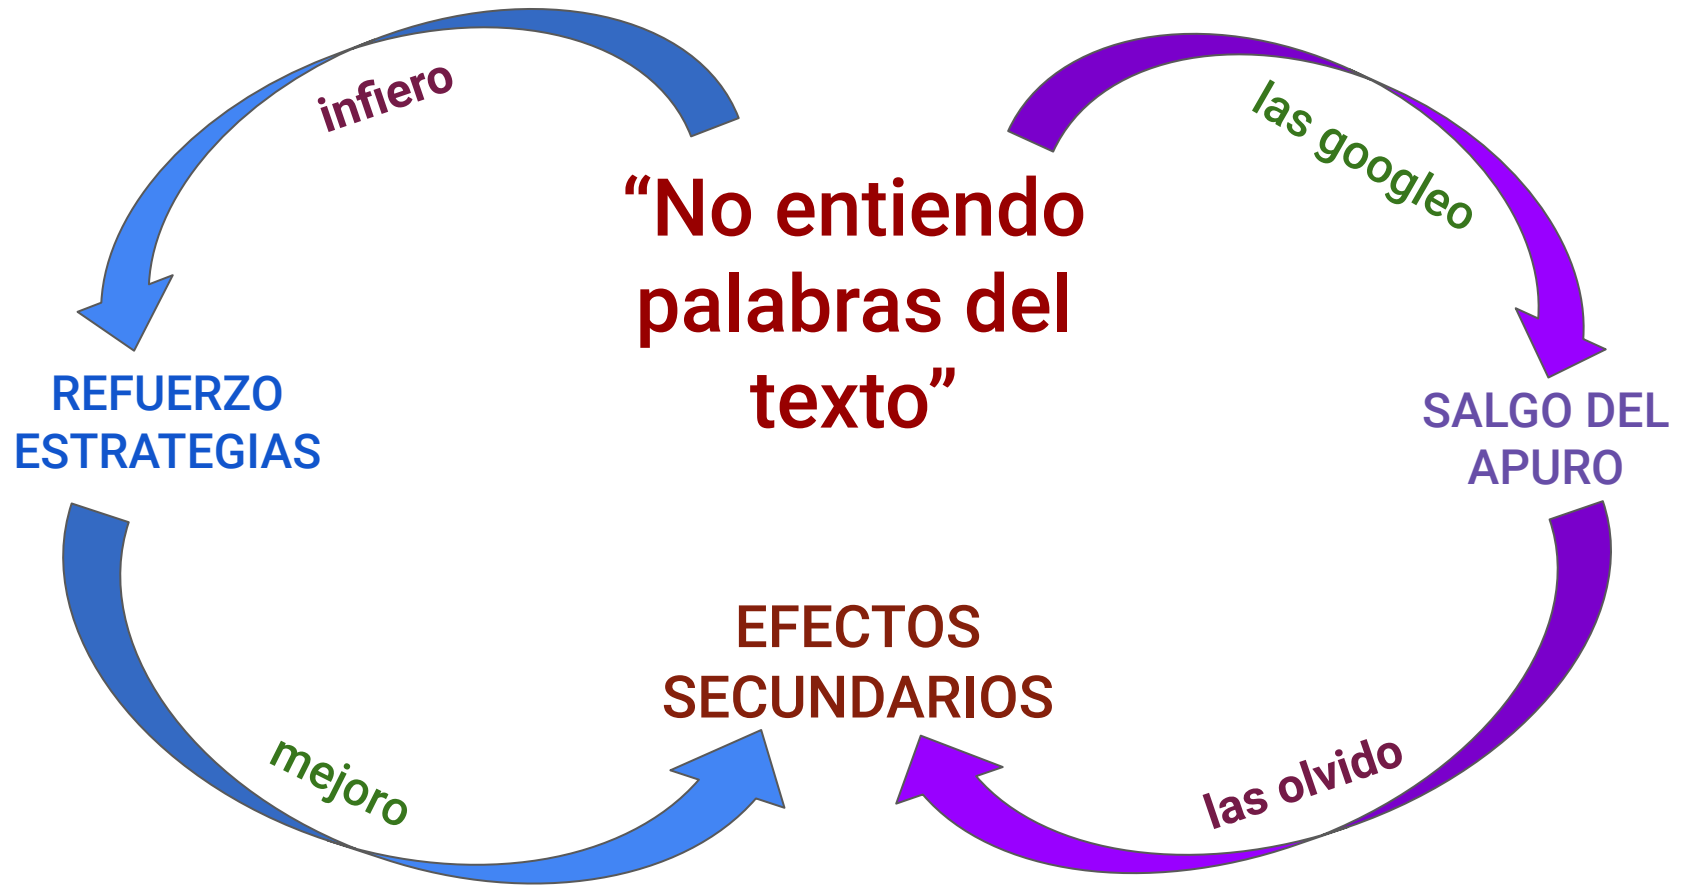 infiero
las googleo
“No entiendo
palabras del
texto”
REFUERZO
ESTRATEGIAS
SALGO DEL
APURO
EFECTOS
SECUNDARIOS
mejoro
las olvido